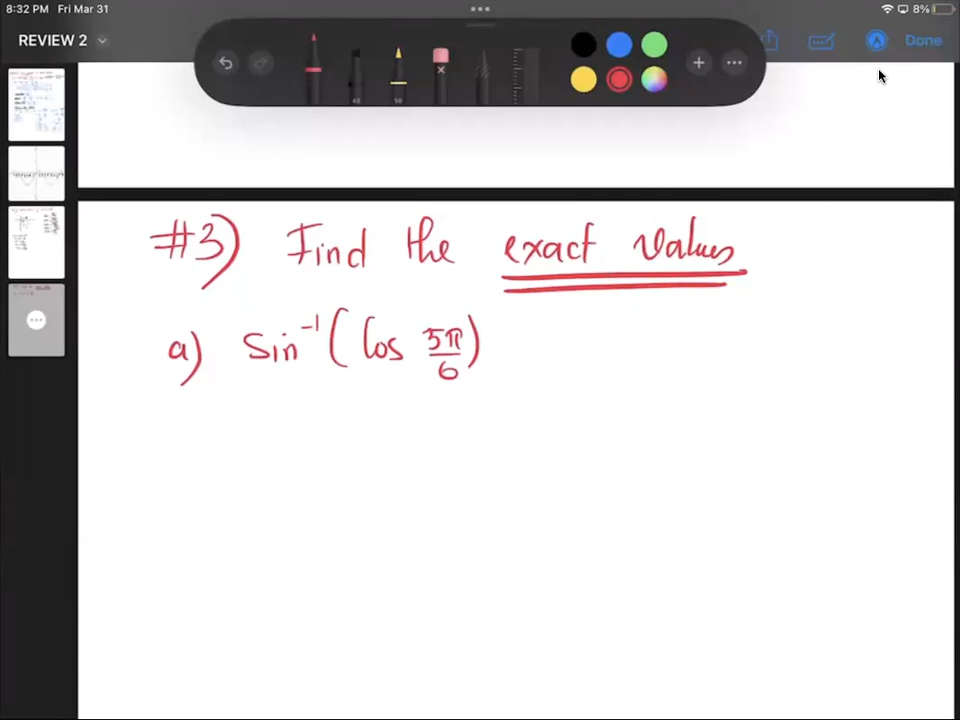 8:32 PM Fri Mar 31
8%
REVIEW 2
Done
#3) Find the exact values
a) Sin⁻¹(Cos 5π/6)